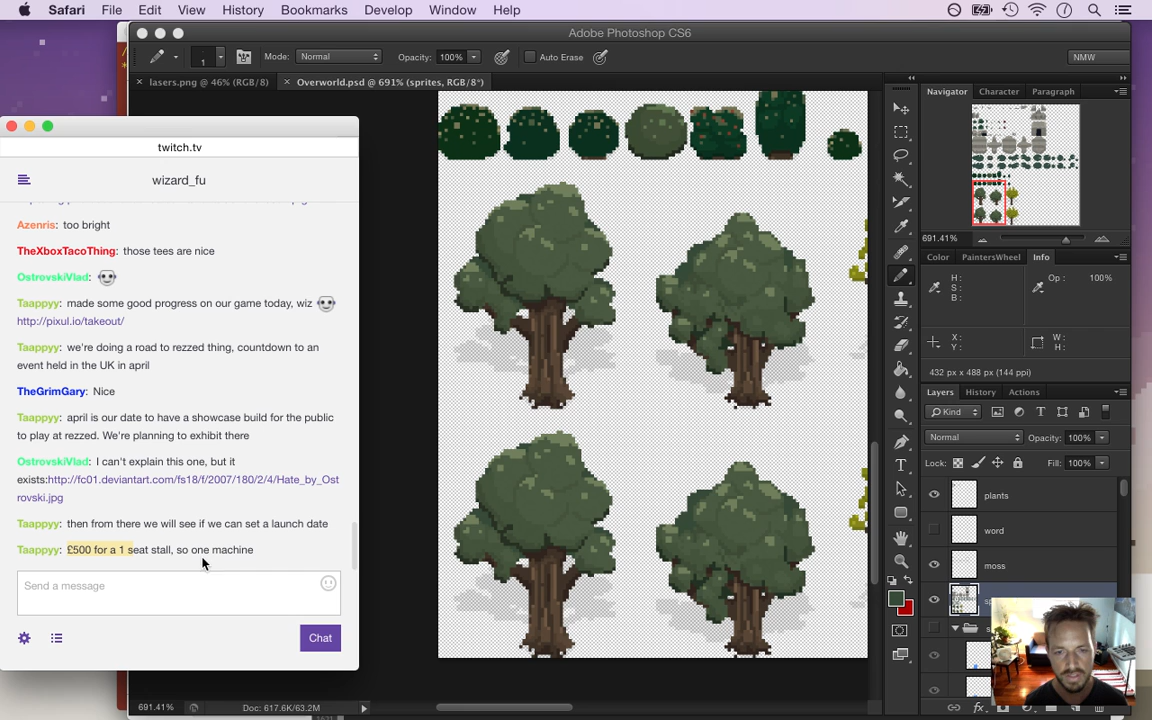 Safari File Edit View History Bookmarks Develop Window Help
Adobe Photoshop CS6
1 Mode: Normal Opacity: 100% Auto Erase NMW
× lasers.png @ 46% (RGB/8) × Overworld.psd @ 691% (sprites, RGB/8*)
twitch.tv
wizard_fu
Azenris: too bright
TheXboxTacoThing: those tees are nice
OstrovskiVlad:
Taappyy: made some good progress on our game today, wiz
http://pixul.io/takeout/
Taappyy: we're doing a road to rezzed thing, countdown to an
event held in the UK in april
TheGrimGary: Nice
Taappyy: april is our date to have a showcase build for the public
to play at rezzed. We're planning to exhibit there
OstrovskiVlad: I can't explain this one, but it
exists:http://fc01.deviantart.com/fs18/f/2007/180/2/4/Hate_by_Ost
rovski.jpg
Taappyy: then from there we will see if we can set a launch date
Taappyy: £500 for a 1 seat stall, so one machine
Send a message
Chat
Navigator Character Paragraph
691.41%
Color PaintersWheel Info
H:
S:
B:
Op: 100%
X:
Y:
W:
H:
432 px x 488 px (144 ppi)
Layers History Actions
Kind
Normal Opacity: 100%
Lock: Fill: 100%
plants
word
moss
691.41% Doc: 617.6K/63.2M